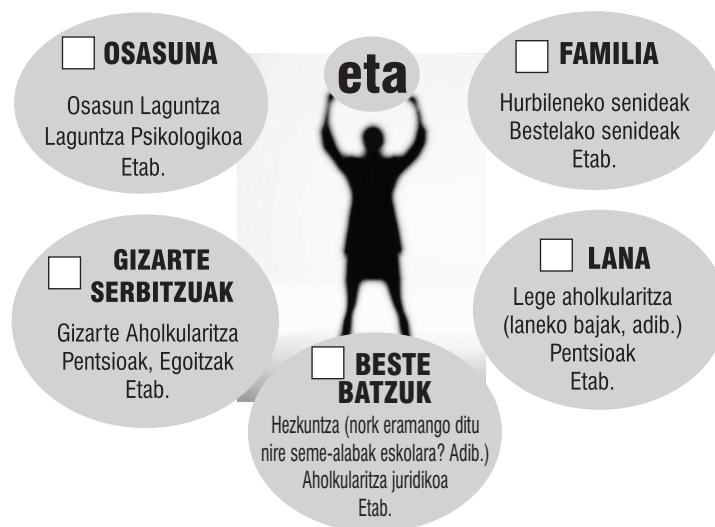 OSASUNA
Osasun Laguntza
Laguntza Psikologikoa
Etab.
eta
FAMILIA
Hurbileneko senideak
Bestelako senideak
Etab.
GIZARTE
SERBITZUAK
Gizarte Aholkularitza
Pentsioak, Egoitzak
Etab.
LANA
Lege aholkularitza
(laneko bajak, adib.)
Pentsioak
Etab.
BESTE
BATZUK
Hezkuntza (nork eramango ditu
nire seme-alabak eskolara? Adib.)
Aholkularitza juridikoa
Etab.